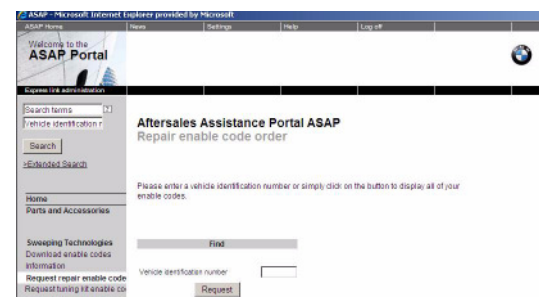 ASAP - Microsoft Internet Explorer provided by Microsoft
ASAP Home News Settings Help Log off
Welcome to the
ASAP Portal
Express link administration
Search terms ?
Vehicle identification r
Search
>Extended Search
Aftersales Assistance Portal ASAP
Repair enable code order
Please enter a vehicle identification number or simply click on the button to display all of your
enable codes.
Home
Parts and Accessories
Sweeping Technologies
Download enable codes
information
Request repair enable code
Request tuning kit enable co
Find
Vehicle identification number
Request